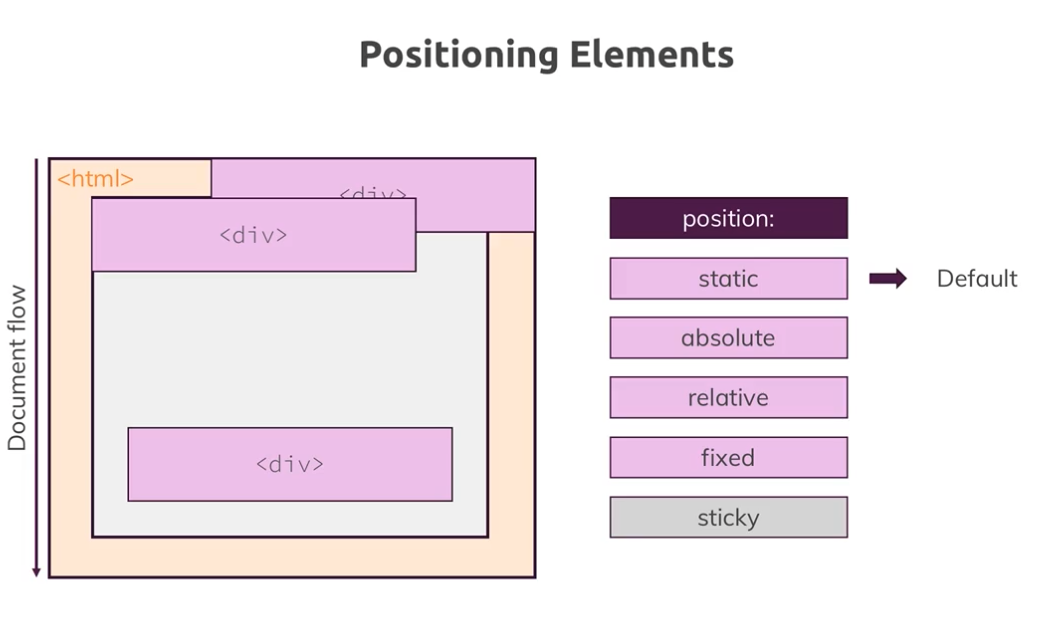 Positioning Elements
<html>
<div>
<div>
<div>
Document flow
position:
static
Default
absolute
relative
fixed
sticky